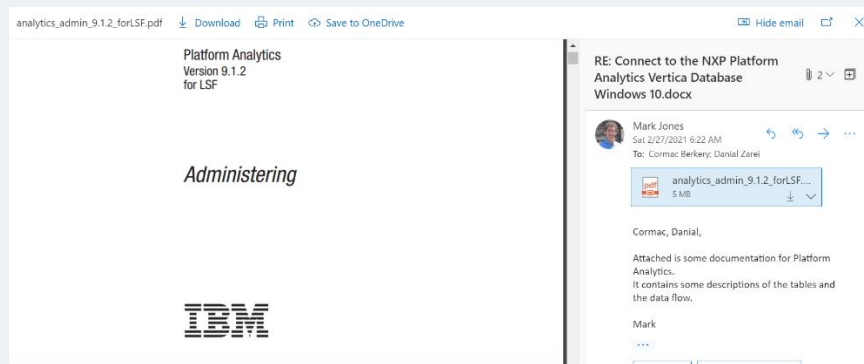 analytics_admin_9.1.2_forLSF.pdf Download Print Save to OneDrive Hide email
Platform Analytics
Version 9.1.2
for LSF
Administering
IBM
RE: Connect to the NXP Platform
Analytics Vertica Database
Windows 10.docx
2
Mark Jones
Sat 2/27/2021 6:22 AM
To: Cormac Berkery; Danial Zarei
pdf
analytics_admin_9.1.2_forLSF....
5 MB
Cormac, Danial,
Attached is some documentation for Platform
Analytics.
It contains some descriptions of the tables and
the data flow.
Mark
...